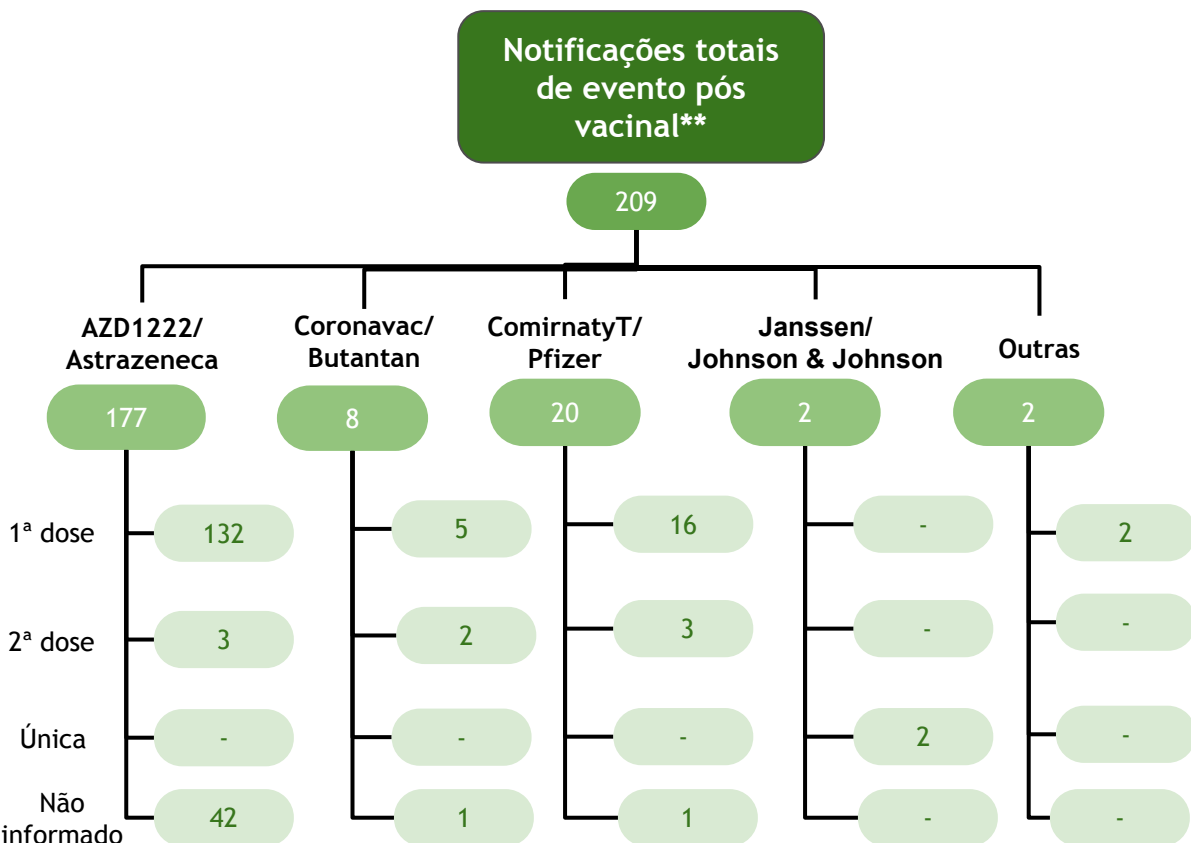 Notificações totais
de evento pós
vacinal**
209
AZD1222/
Astrazeneca
Coronavac/
Butantan
ComirnatyT/
Pfizer
Janssen/
Johnson & Johnson
Outras
177 8 20 2 2
1ª dose 132 5 16 - 2
2ª dose 3 2 3 - -
Única - - - 2 -
Não
informado 42 1 1 - -